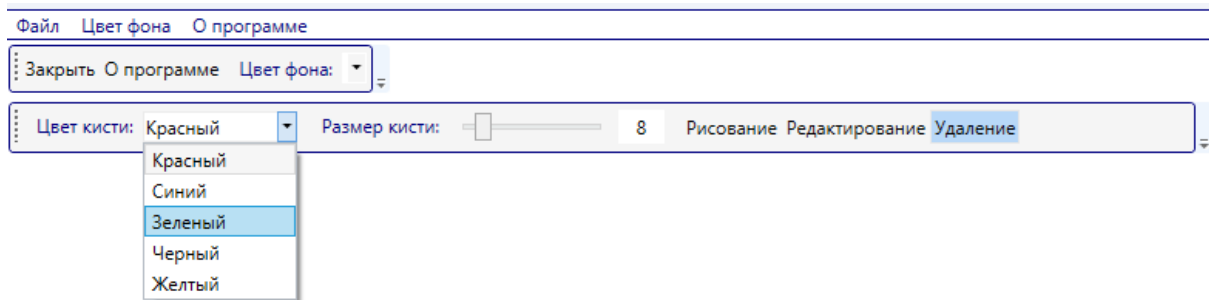 Файл Цвет фона О программе
Закрыть О программе Цвет фона:
Цвет кисти: Красный Размер кисти: 8 Рисование Редактирование Удаление
Красный
Синий
Зеленый
Черный
Желтый